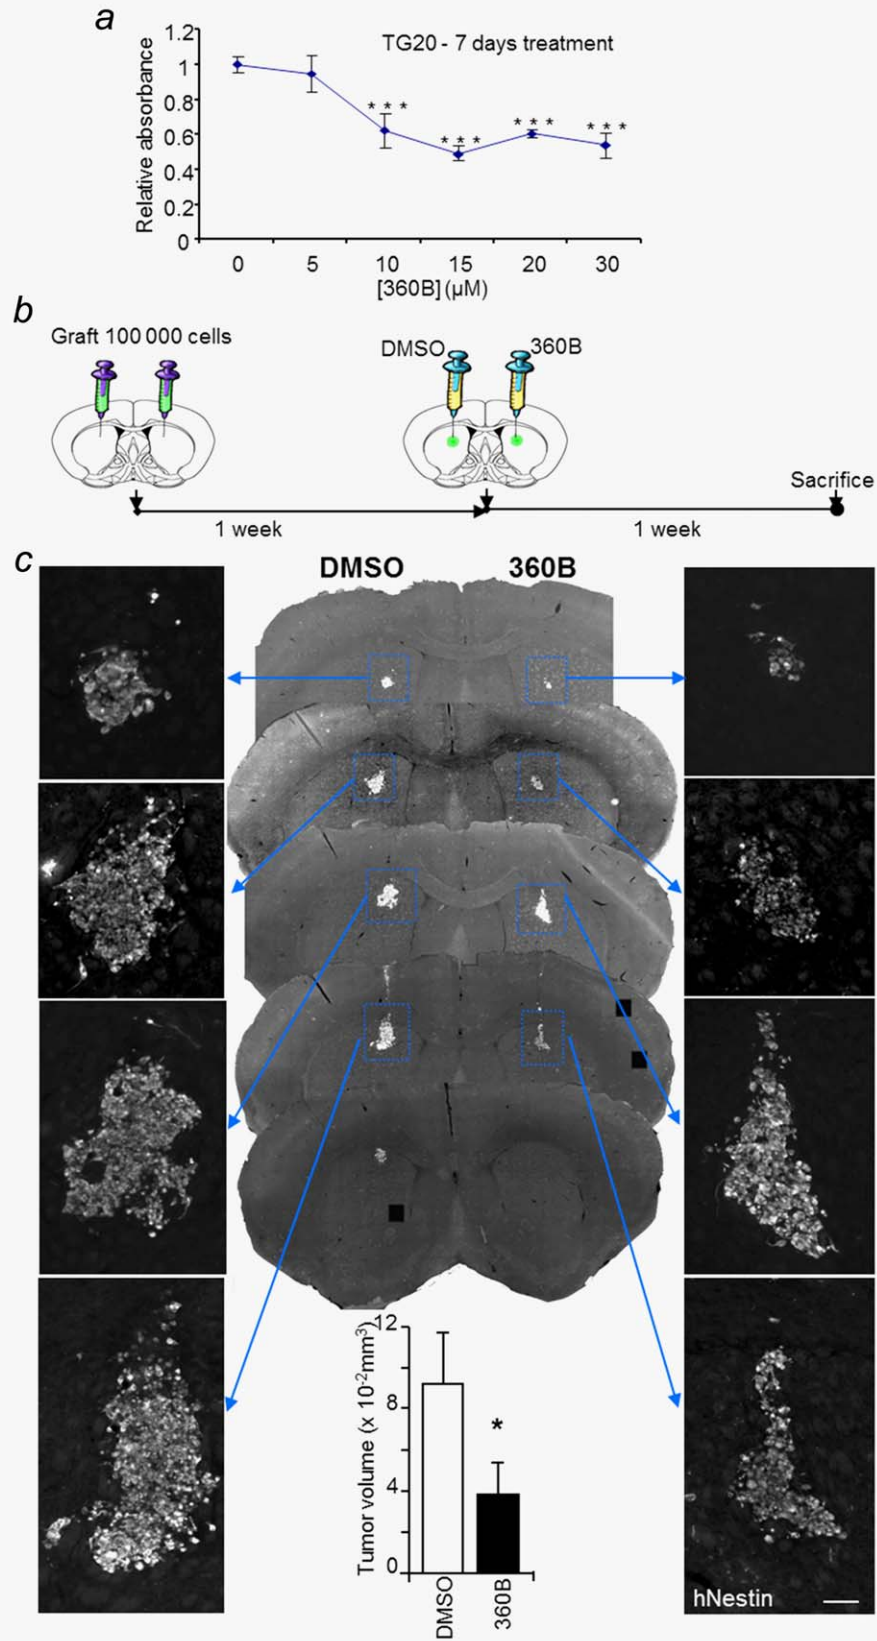 a
TG20 - 7 days treatment
Relative absorbance
1.2
1
0.8
0.6
0.4
0.2
0
* * *
* * *
* * *
* * *
0 5 10 15 20 30
[360B] (µM)
b
Graft 100 000 cells
DMSO 360B
Sacrifice
1 week 1 week
c
DMSO 360B
Tumor volume (x 10-2mm3)
12
8
4
0
*
DMSO
360B
hNestin